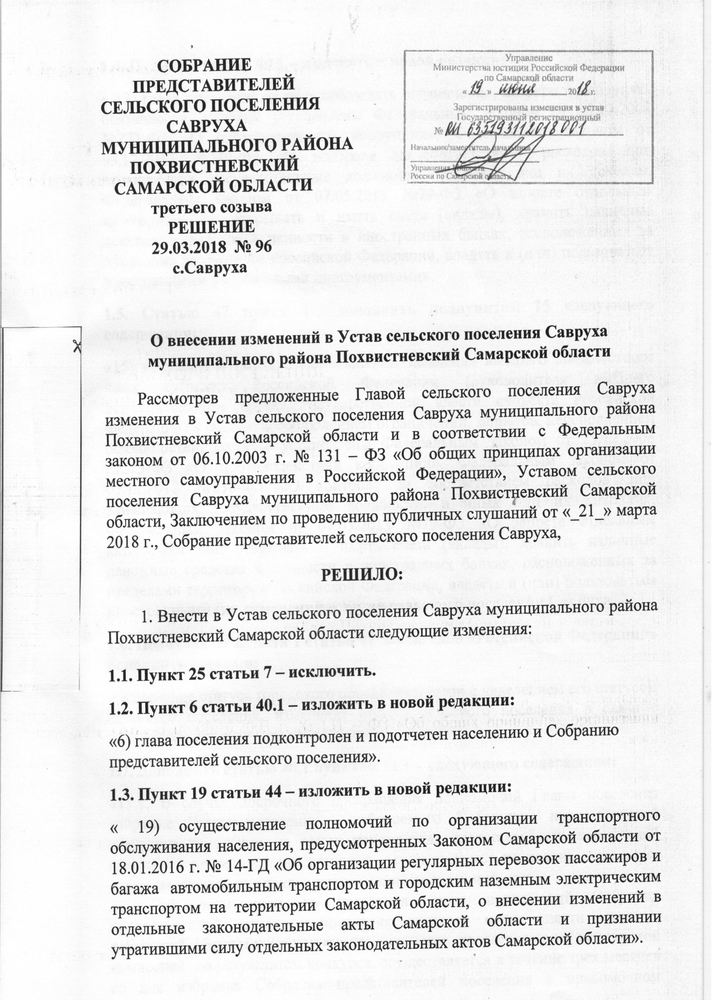 СОБРАНИЕ
ПРЕДСТАВИТЕЛЕЙ
СЕЛЬСКОГО ПОСЕЛЕНИЯ
САВРУХА
МУНИЦИПАЛЬНОГО РАЙОНА
ПОХВИСТНЕВСКИЙ
САМАРСКОЙ ОБЛАСТИ
третьего созыва
РЕШЕНИЕ
29.03.2018 № 96
с.Савруха
Управление
Министерства юстиции Российской Федерации
по Самарской области
« 19 » июня 2018 г.
Зарегистрированы изменения в устав
Государственный регистрационный
№ RU 635193112018001
Начальник/заместитель начальника
Управления Минюста
России по Самарской области
О внесении изменений в Устав сельского поселения Савруха
муниципального района Похвистневский Самарской области
Рассмотрев предложенные Главой сельского поселения Савруха
изменения в Устав сельского поселения Савруха муниципального района
Похвистневский Самарской области и в соответствии с Федеральным
законом от 06.10.2003 г. № 131 – ФЗ «Об общих принципах организации
местного самоуправления в Российской Федерации», Уставом сельского
поселения Савруха муниципального района Похвистневский Самарской
области, Заключением по проведению публичных слушаний от «_21_» марта
2018 г., Собрание представителей сельского поселения Савруха,
РЕШИЛО:
1. Внести в Устав сельского поселения Савруха муниципального района
Похвистневский Самарской области следующие изменения:
1.1. Пункт 25 статьи 7 – исключить.
1.2. Пункт 6 статьи 40.1 – изложить в новой редакции:
«6) глава поселения подконтролен и подотчетен населению и Собранию
представителей сельского поселения».
1.3. Пункт 19 статьи 44 – изложить в новой редакции:
« 19) осуществление полномочий по организации транспортного
обслуживания населения, предусмотренных Законом Самарской области от
18.01.2016 г. № 14-ГД «Об организации регулярных перевозок пассажиров и
багажа автомобильным транспортом и городским наземным электрическим
транспортом на территории Самарской области, о внесении изменений в
отдельные законодательные акты Самарской области и признании
утратившими силу отдельных законодательных актов Самарской области».